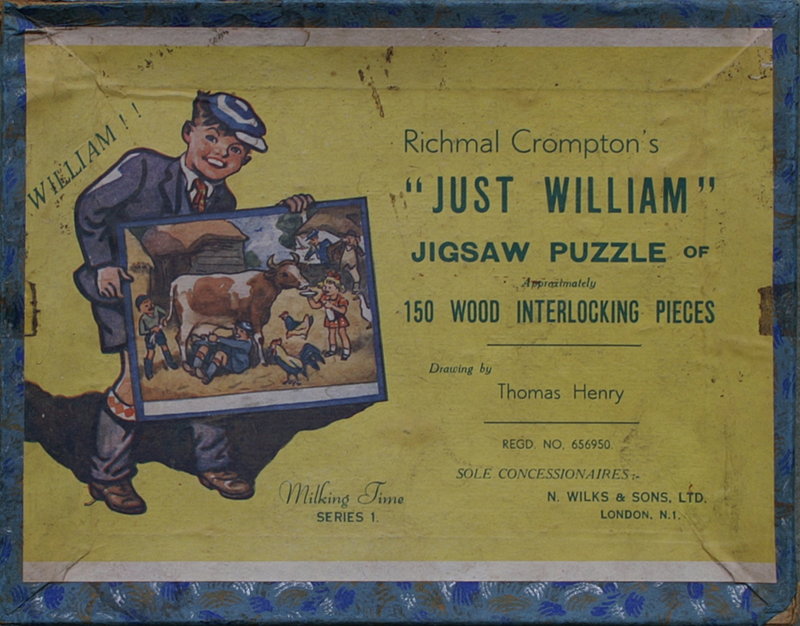 WILLIAM!!
Richmal Crompton's
"JUST WILLIAM"
JIGSAW PUZZLE OF
Approximately
150 WOOD INTERLOCKING PIECES
Drawing by
Thomas Henry
REGD. NO. 656950.
SOLE CONCESSIONAIRES:-
N. WILKS & SONS, LTD.
LONDON, N.1.
Milking Time
SERIES 1.